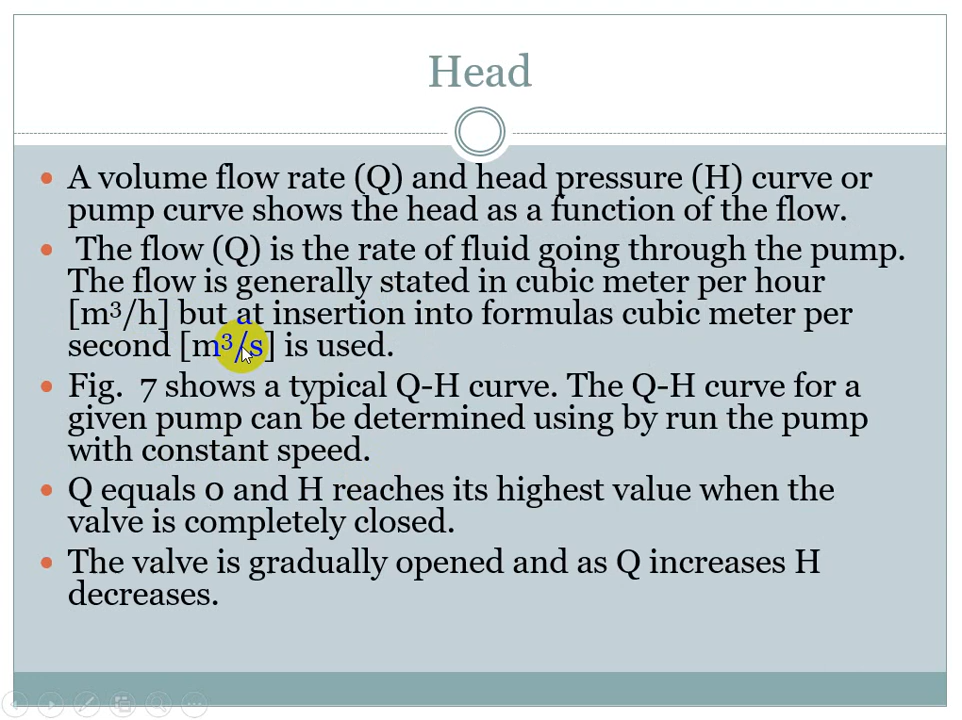 Head
• A volume flow rate (Q) and head pressure (H) curve or
pump curve shows the head as a function of the flow.
• The flow (Q) is the rate of fluid going through the pump.
The flow is generally stated in cubic meter per hour
[m³/h] but at insertion into formulas cubic meter per
second [m³/s] is used.
• Fig. 7 shows a typical Q-H curve. The Q-H curve for a
given pump can be determined using by run the pump
with constant speed.
• Q equals 0 and H reaches its highest value when the
valve is completely closed.
• The valve is gradually opened and as Q increases H
decreases.